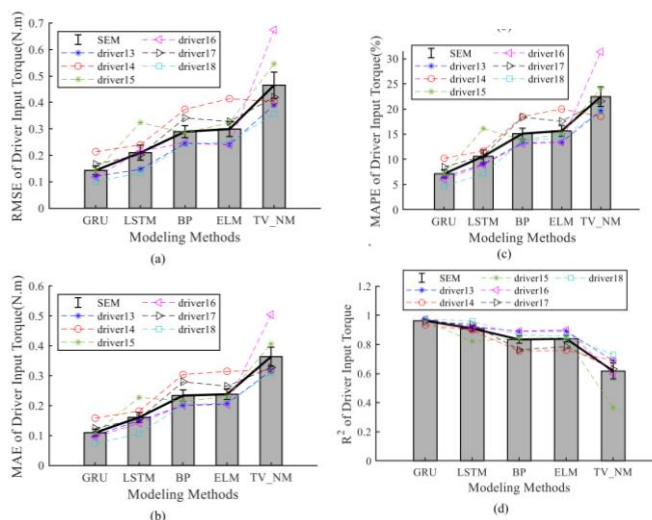 0.7
0.6
0.5
0.4
0.3
0.2
0.1
0
RMSE of Driver Input Torque(N.m)
SEM
driver13
driver14
driver15
driver16
driver17
driver18
GRU LSTM BP ELM TV_NM
Modeling Methods
(a)
30
25
20
15
10
5
0
MAPE of Driver Input Torque(%)
SEM
driver13
driver14
driver15
driver16
driver17
driver18
GRU LSTM BP ELM TV_NM
Modeling Methods
(c)
0.6
0.5
0.4
0.3
0.2
0.1
0
MAE of Driver Input Torque(N.m)
SEM
driver13
driver14
driver15
driver16
driver17
driver18
GRU LSTM BP ELM TV_NM
Modeling Methods
(b)
1.2
1
0.8
0.6
0.4
0.2
0
R2 of Driver Input Torque
SEM
driver13
driver14
driver15
driver16
driver17
driver18
GRU LSTM BP ELM TV_NM
Modeling Methods
(d)